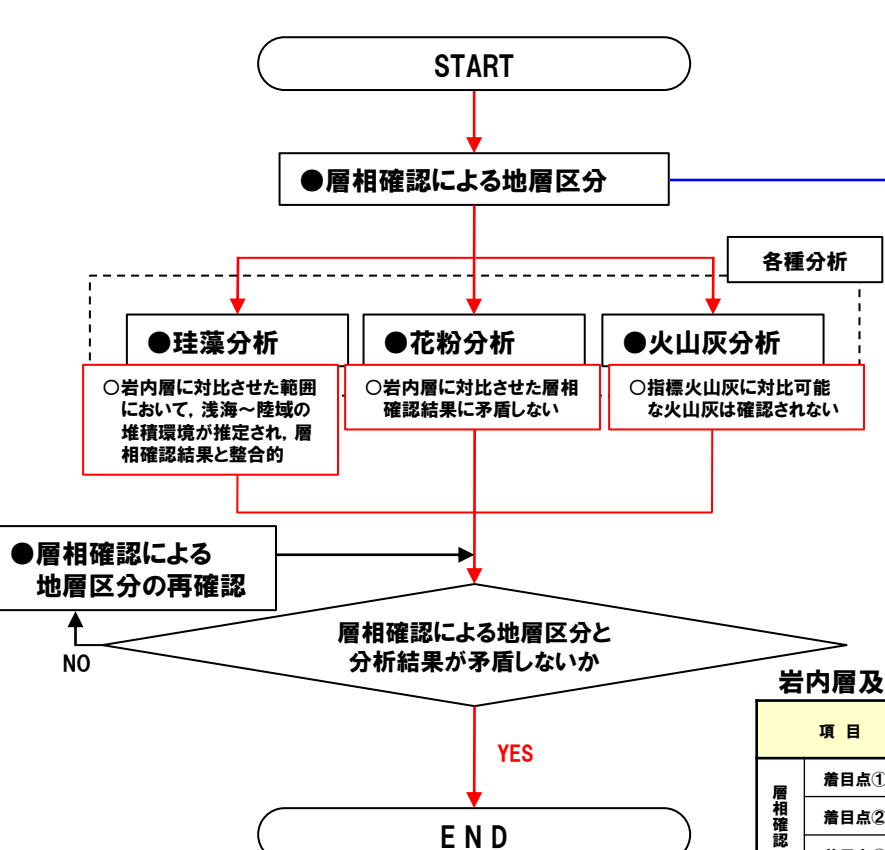 START
●層相確認による地層区分
各種分析
●珪藻分析
●花粉分析
●火山灰分析
○岩内層に対比させた範囲
において,浅海~陸域の
堆積環境が推定され,層
相確認結果と整合的
○岩内層に対比させた層相
確認結果に矛盾しない
○指標火山灰に対比可能
な火山灰は確認されない
●層相確認による
地層区分の再確認
層相確認による地層区分と
分析結果が矛盾しないか
NO
YES
END
岩内層及
項 目
層相確認
着目点①
着目点②